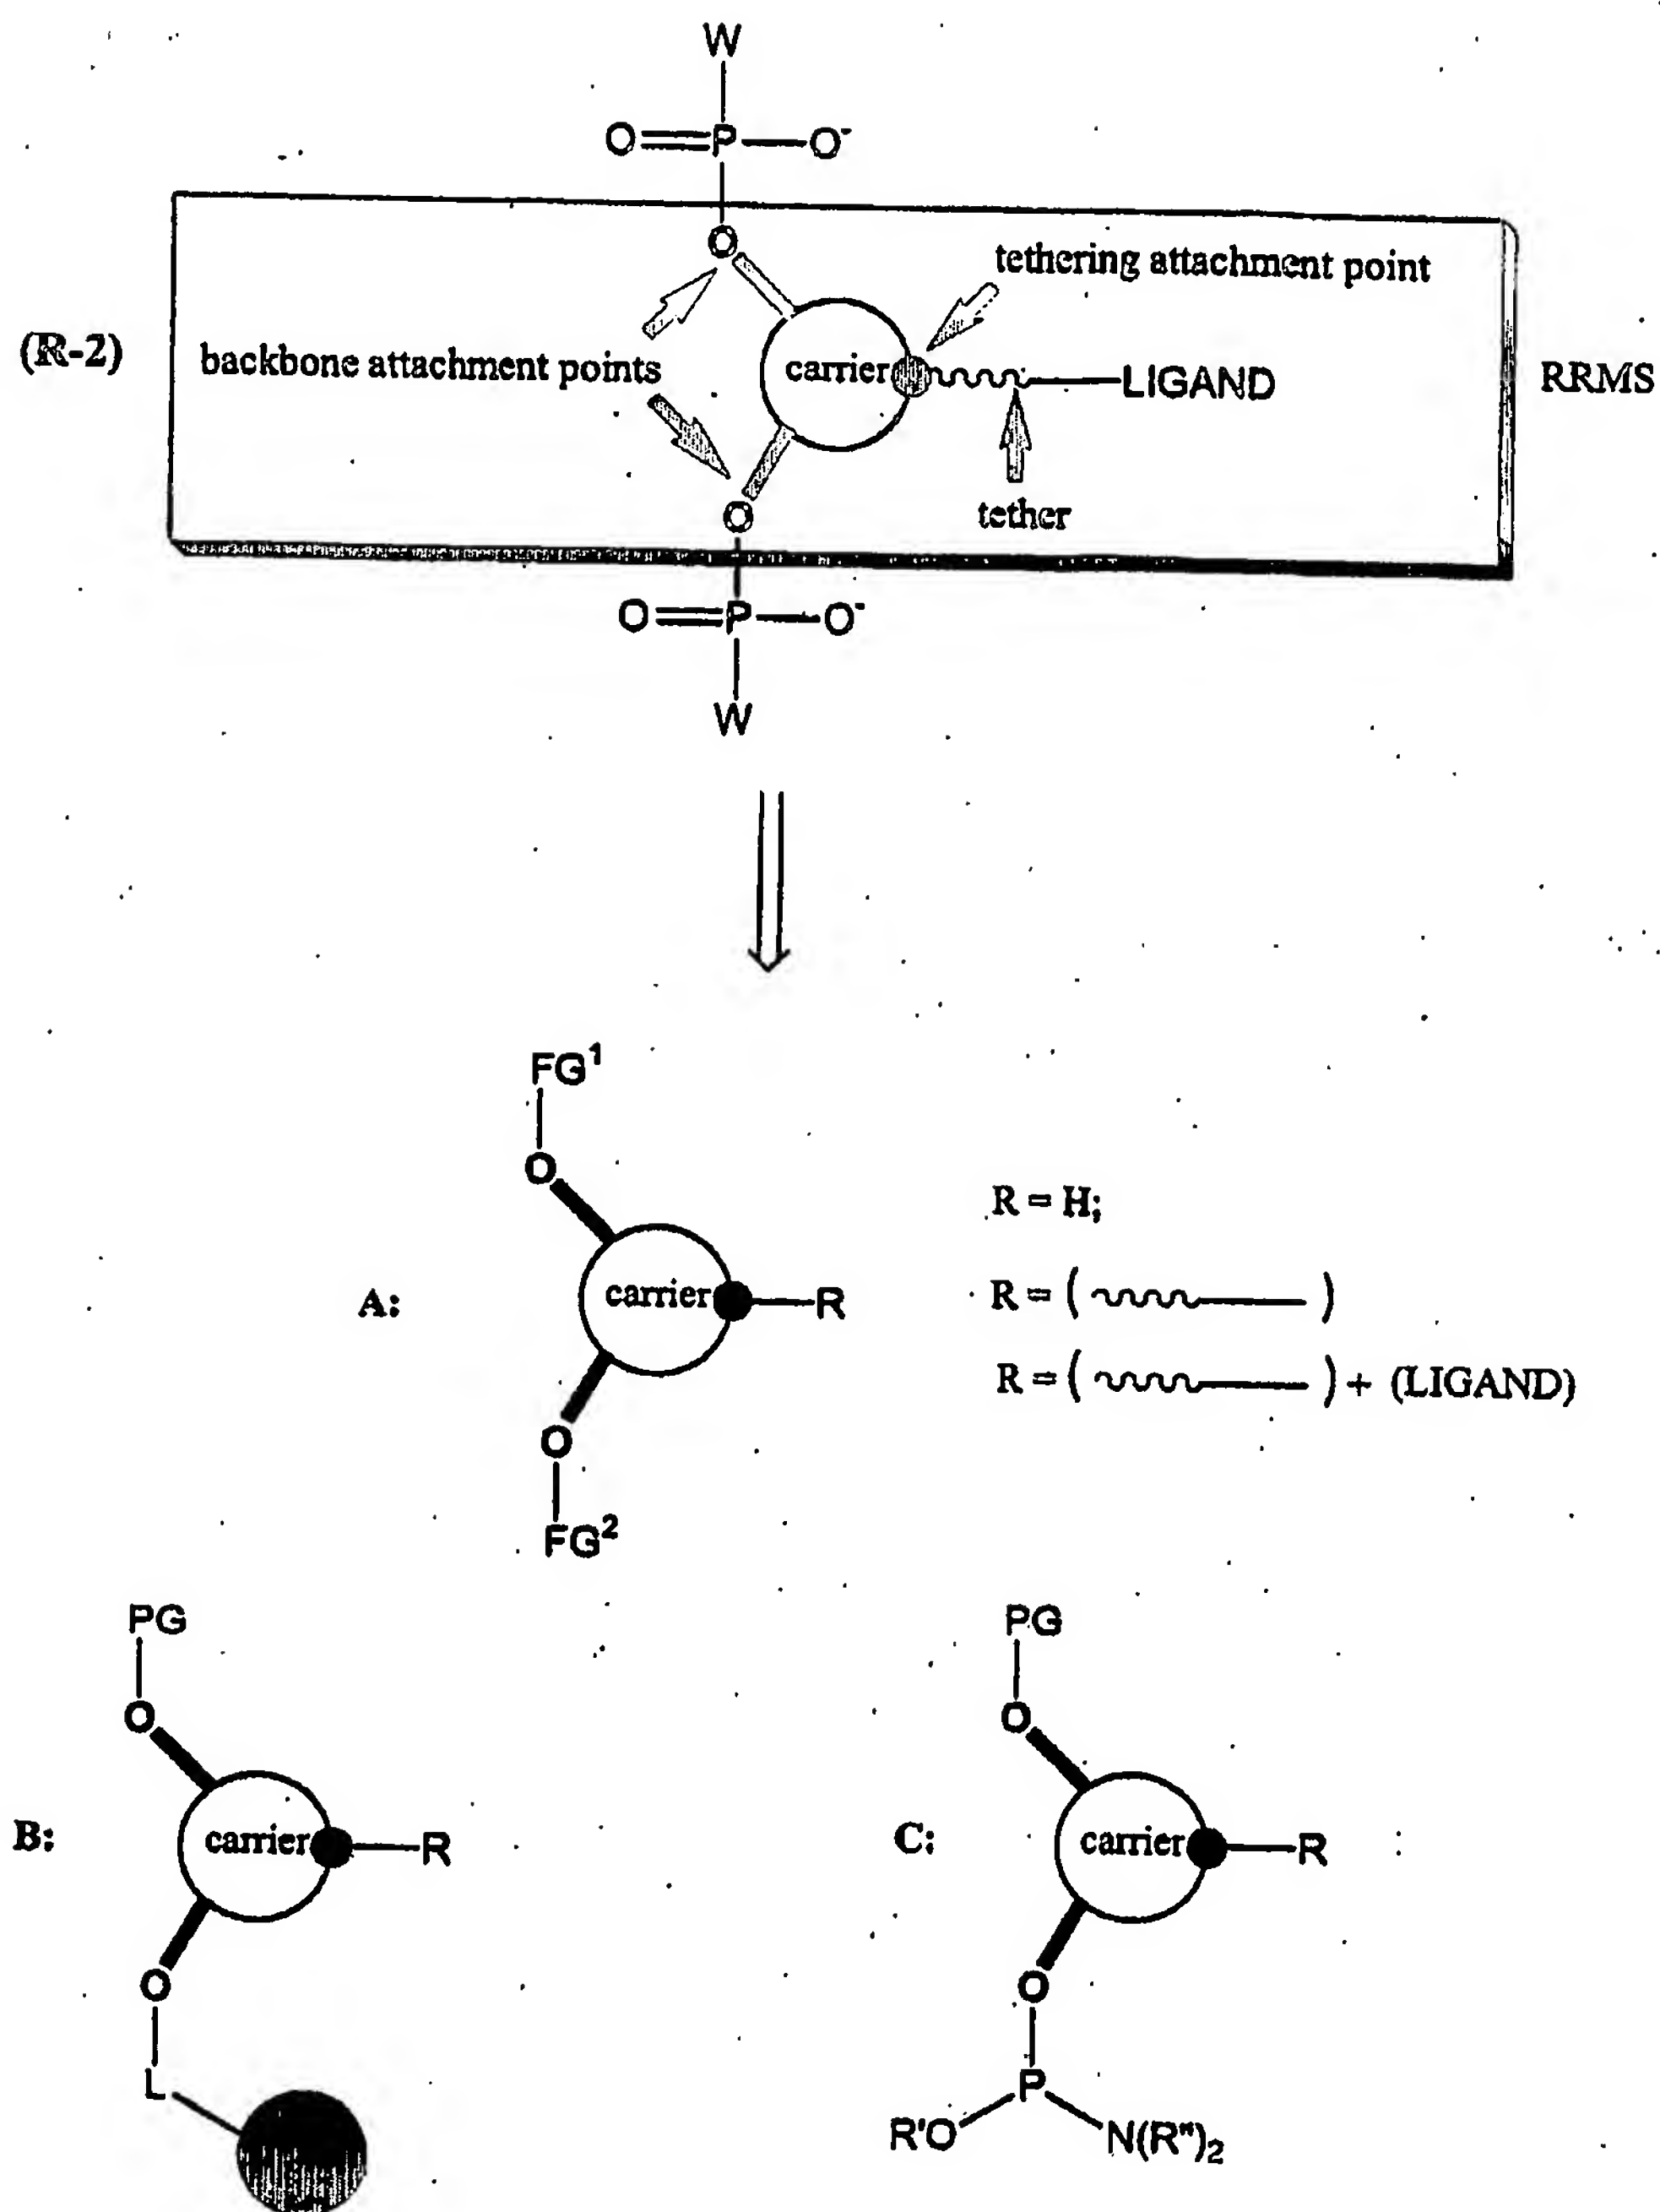 W
O P O-
O
tethering attachment point
(R-2)
backbone attachment points
carrier
LIGAND
RRMS
tether
O
O P O-
W
FG1
O
R = H;
A:
carrier
R
R = ( )
R = ( ) + (LIGAND)
O
FG2
PG
O
B:
carrier
R
O
L
PG
O
C:
carrier
R
:
O
P
R'O
N(R")2